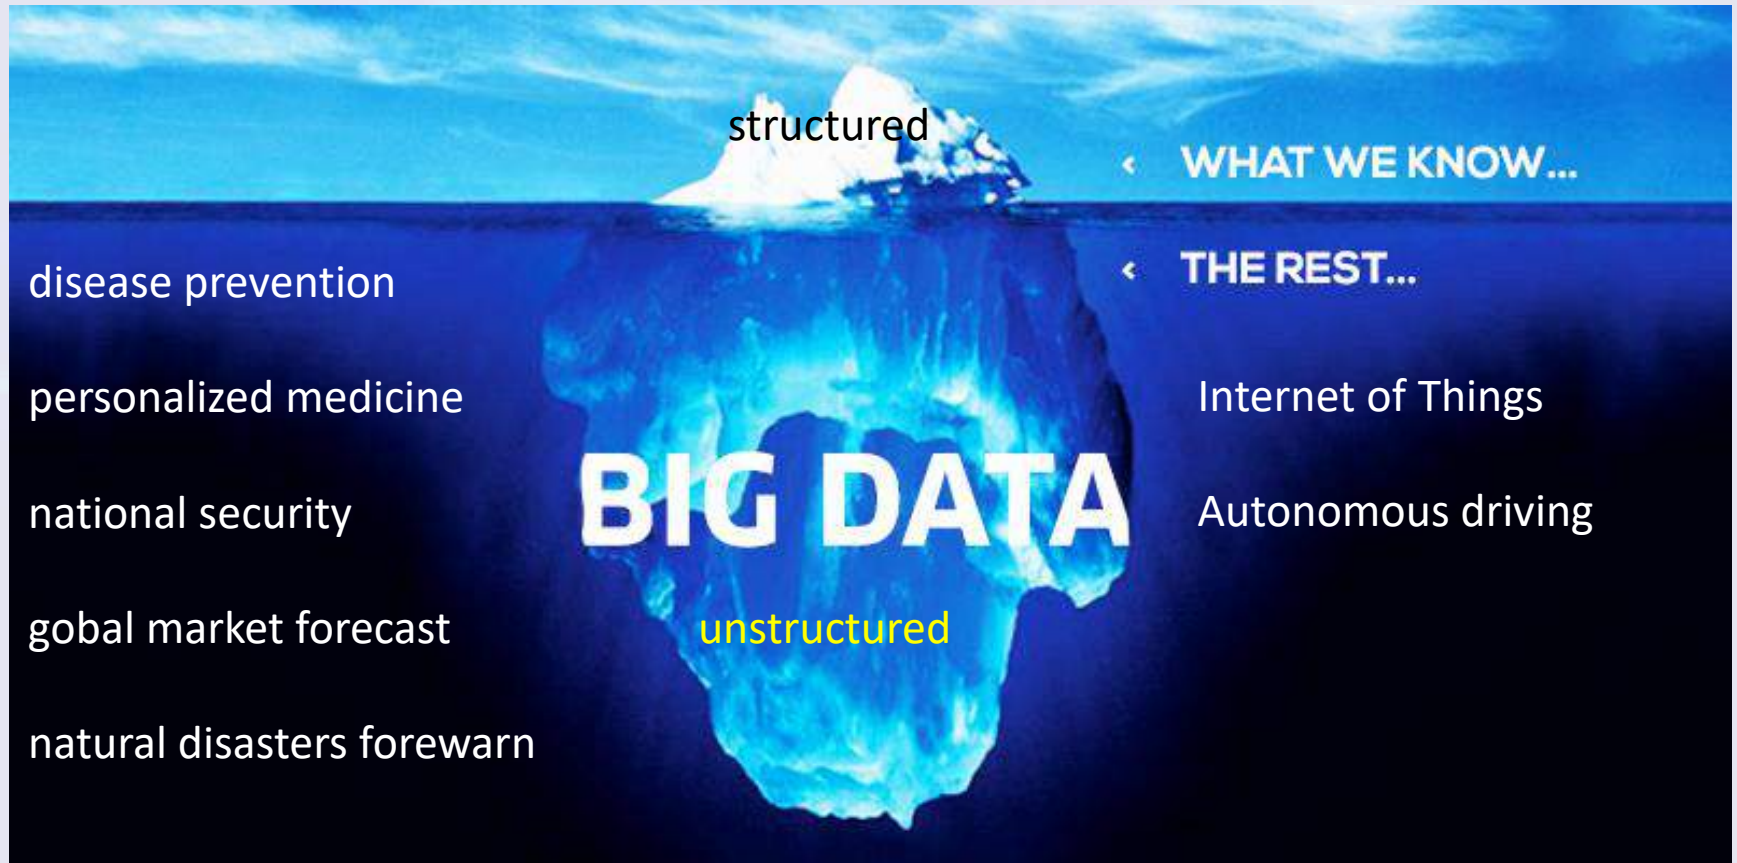 structured
‹ WHAT WE KNOW...
‹ THE REST...
disease prevention
personalized medicine
Internet of Things
BIG DATA
national security
Autonomous driving
gobal market forecast
unstructured
natural disasters forewarn